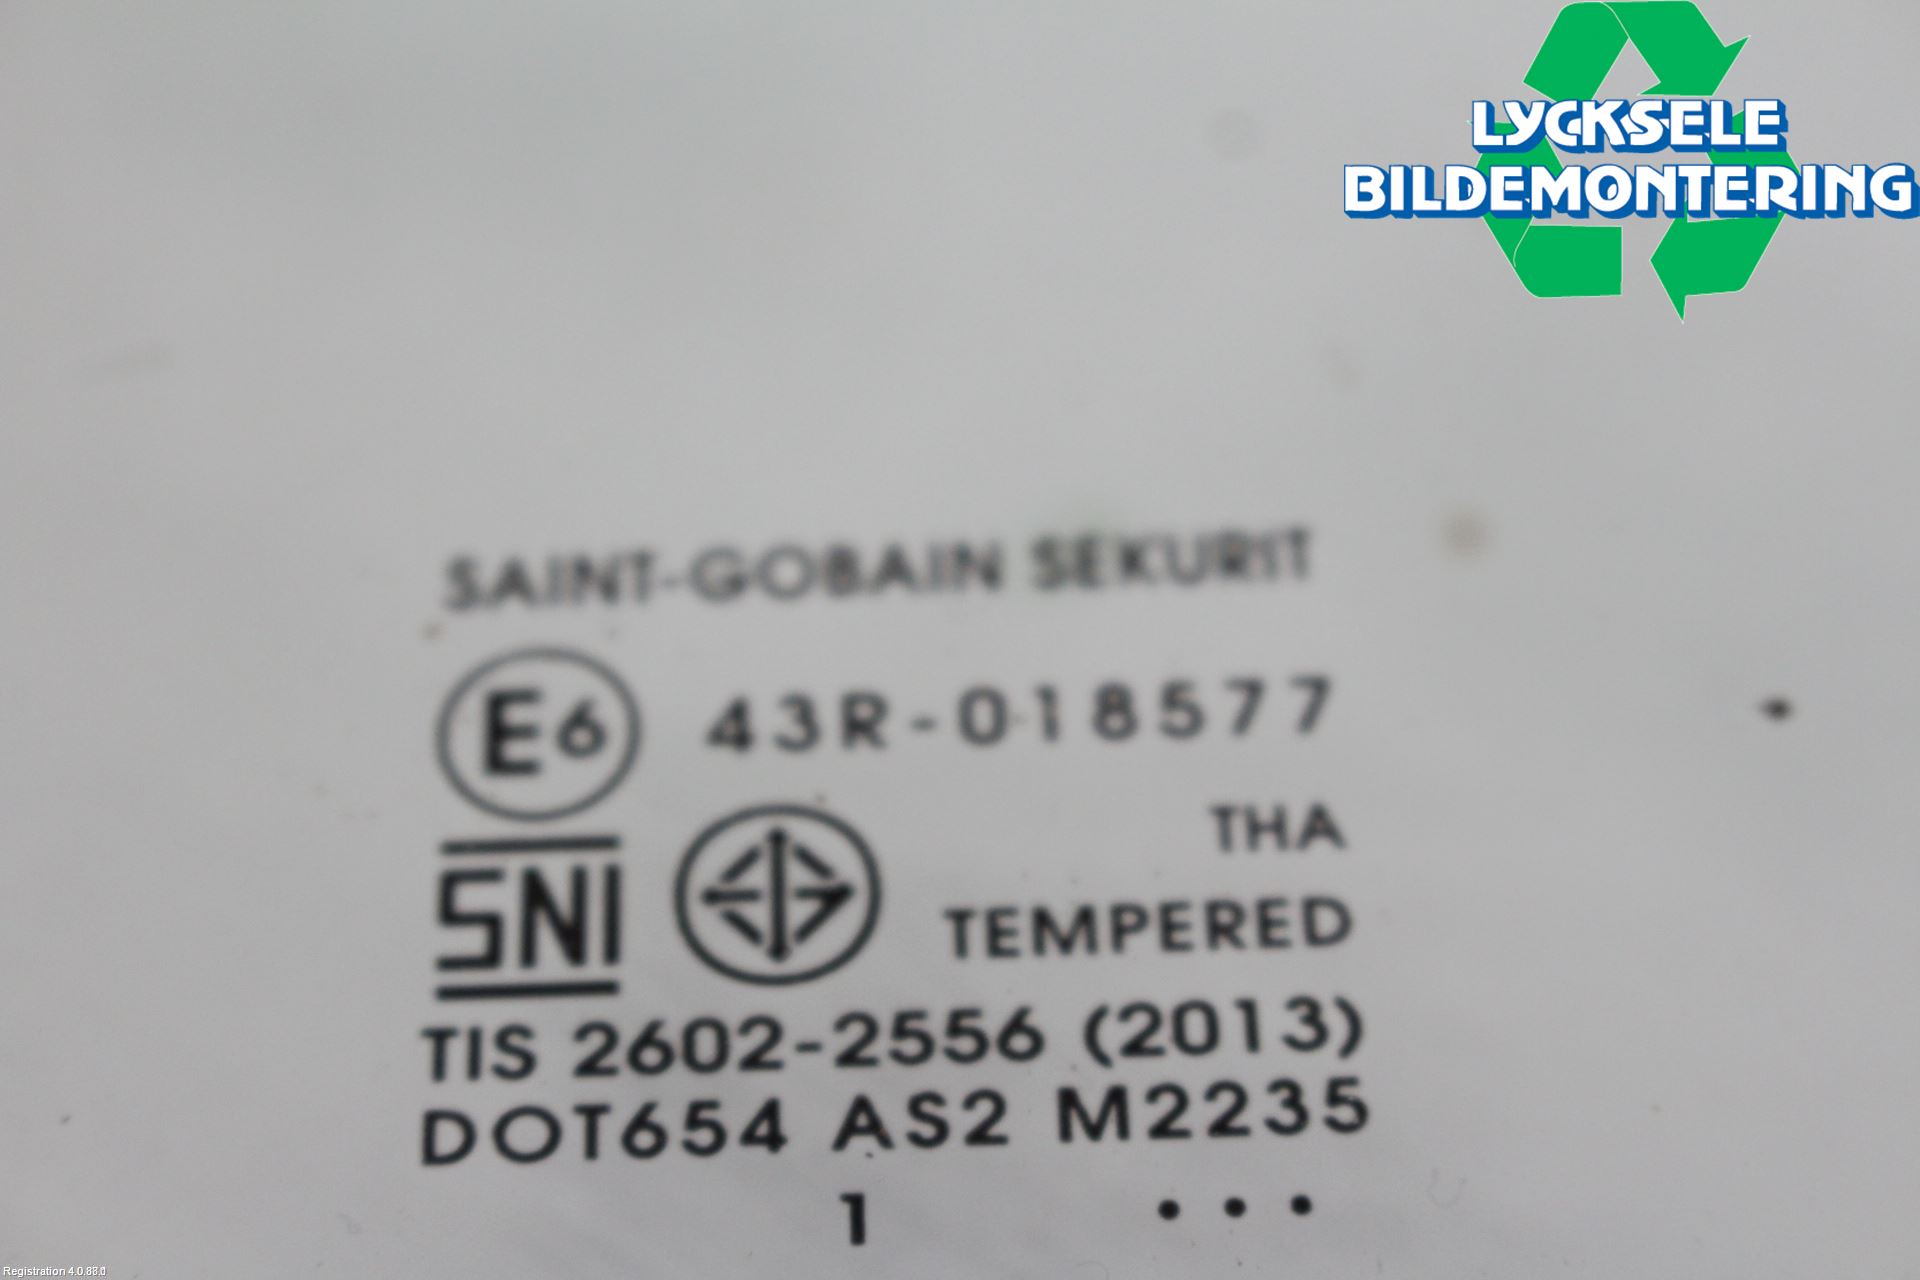 LYCKSELE
BILDEMONTERING
SAINT-GOBAIN SEKURIT
E6 43R-018577
THA
SNI
TEMPERED
TIS 2602-2556 (2013)
DOT654 AS2 M2235
1 ...
Registration